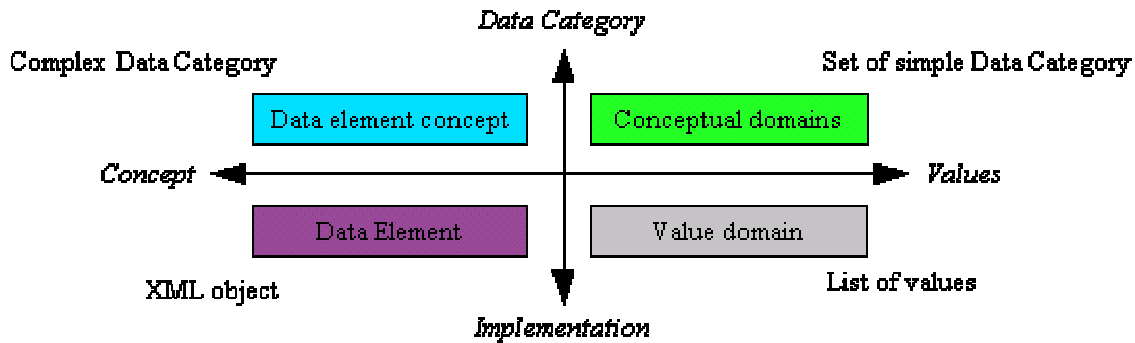 Data Category
Complex Data Category
Set of simple Data Category
Data element concept
Conceptual domains
Concept
Values
Data Element
Value domain
XML object
List of values
Implementation